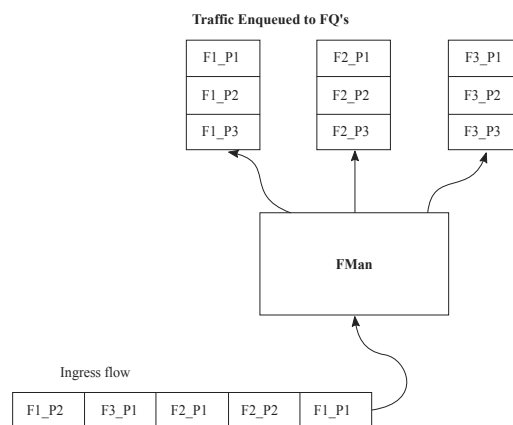 Traffic Enqueued to FQ's
F1_P1 F2_P1 F3_P1
F1_P2 F2_P2 F3_P2
F1_P3 F2_P3 F3_P3
FMan
Ingress flow
F1_P2 F3_P1 F2_P1 F2_P2 F1_P1